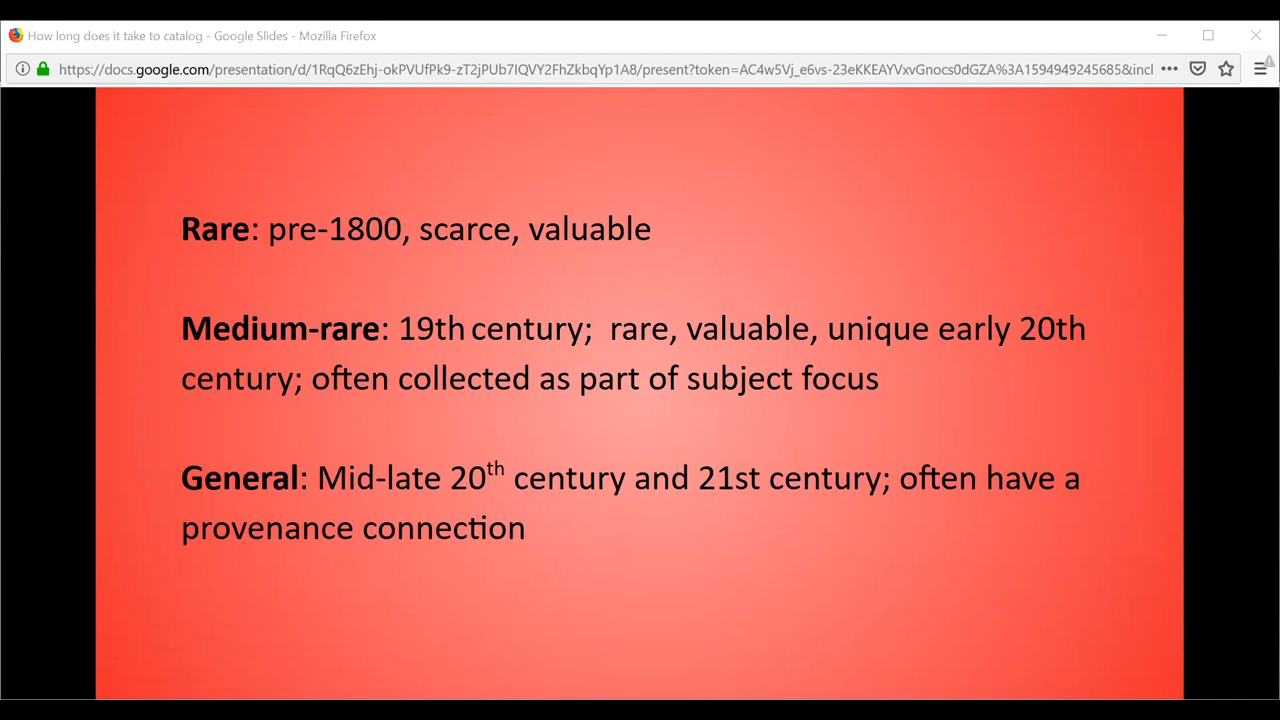 How long does it take to catalog - Google Slides - Mozilla Firefox
https://docs.google.com/presentation/d/1RqQ6zEhj-okPVUfPk9-zT2jPUb7IQVY2FhZkbqYp1A8/present?token=AC4w5Vj_e6vs-23eKKEAYVxvGnocs0dGZA%3A1594949245685&incl
Rare: pre-1800, scarce, valuable
Medium-rare: 19th century;  rare, valuable, unique early 20th
century; often collected as part of subject focus
General: Mid-late 20th century and 21st century; often have a
provenance connection